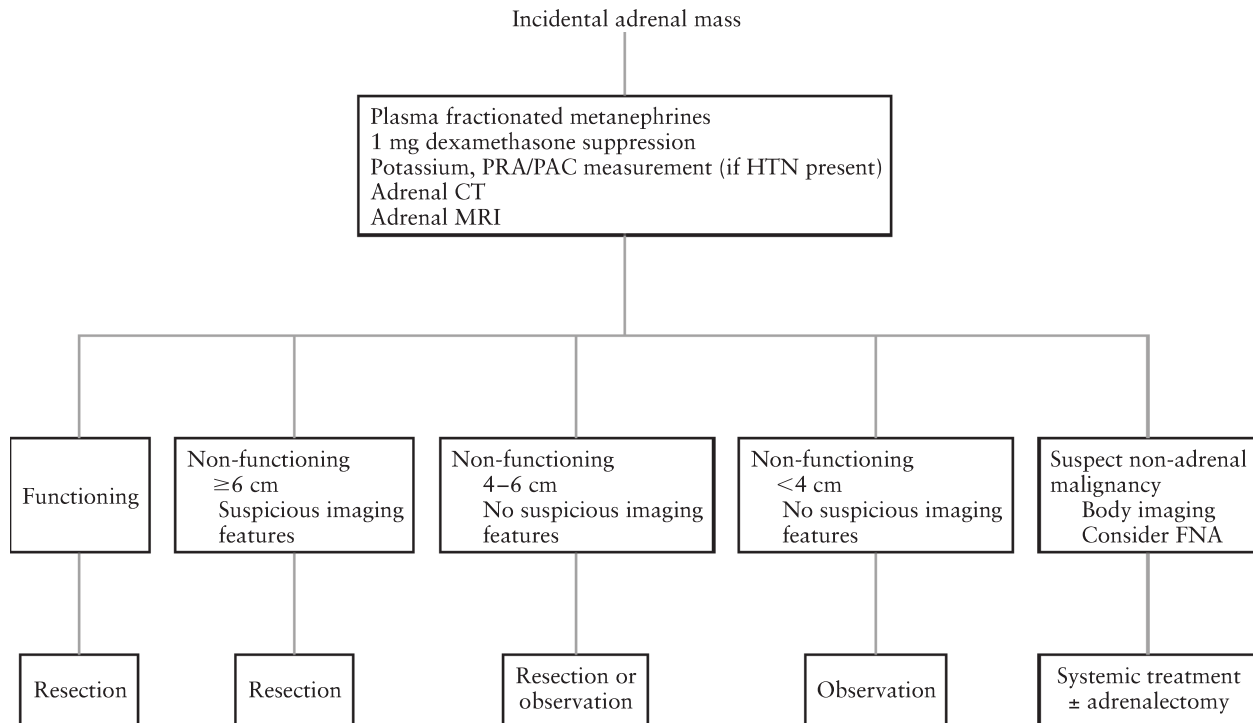 Incidental adrenal mass
Plasma fractionated metanephrines
1 mg dexamethasone suppression
Potassium, PRA/PAC measurement (if HTN present)
Adrenal CT
Adrenal MRI
Functioning
Non-functioning
≥6 cm
Suspicious imaging
features
Non-functioning
4–6 cm
No suspicious imaging
features
Non-functioning
<4 cm
No suspicious imaging
features
Suspect non-adrenal
malignancy
Body imaging
Consider FNA
Resection
Resection
Resection or
observation
Observation
Systemic treatment
± adrenalectomy